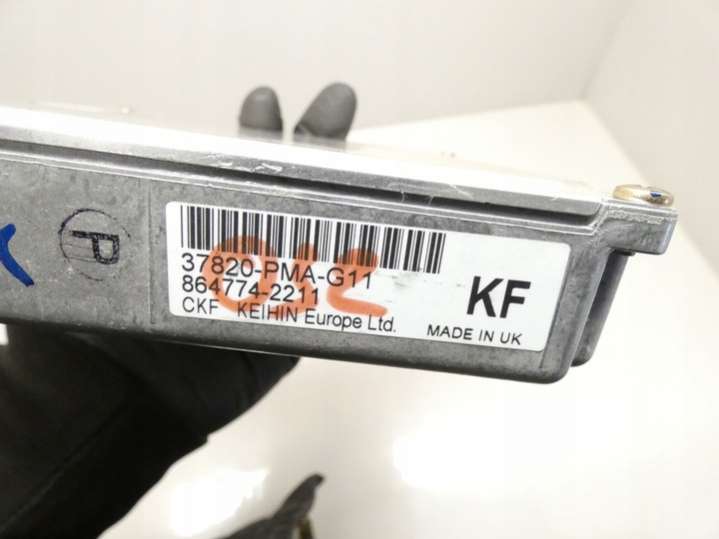 P
37820-PMA-G11
864774-2211
CKF KEIHIN Europe Ltd.
KF
MADE IN UK